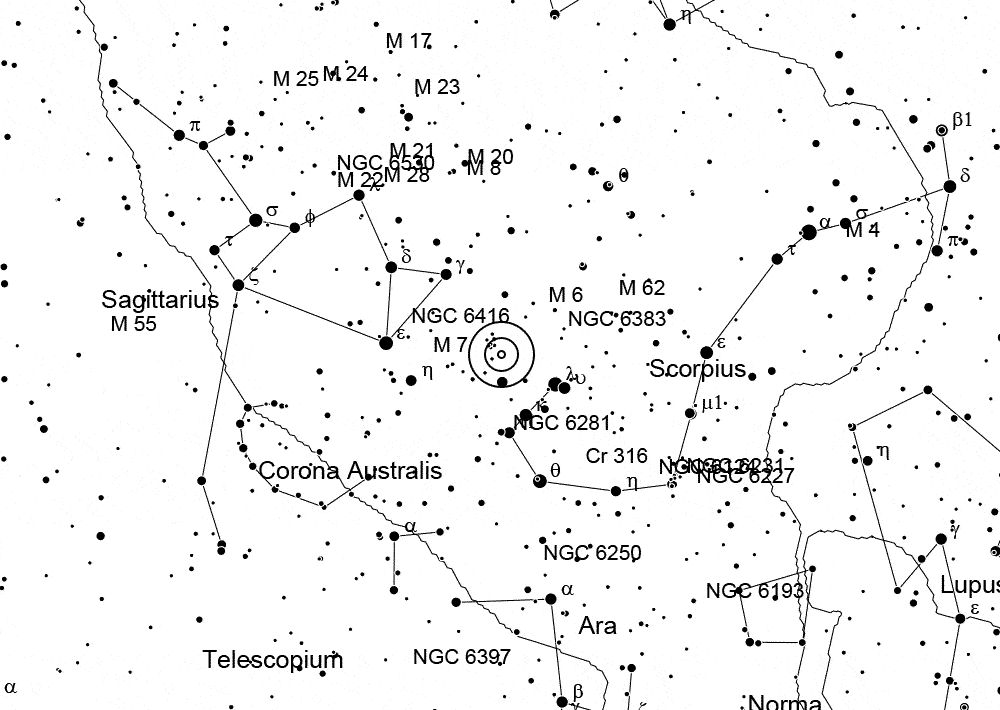 η
M 17
M 25
M 24
M 23
β1
π
M 21
NGC 6530
M 20
M 8
M 22
λ
M 28
θ
δ
σ
φ
α
σ
M 4
τ
δ
γ
τ
π
ζ
Sagittarius
M 55
M 6
M 62
NGC 6416
NGC 6383
ε
M 7
ε
Scorpius
η
λ
υ
κ
μ1
NGC 6281
Cr 316
η
NGC 6231
NGC 6227
Corona Australis
θ
η
α
γ
NGC 6250
α
NGC 6193
Lupus
ε
Ara
Telescopium
NGC 6397
α
β
γ
ζ
Norma